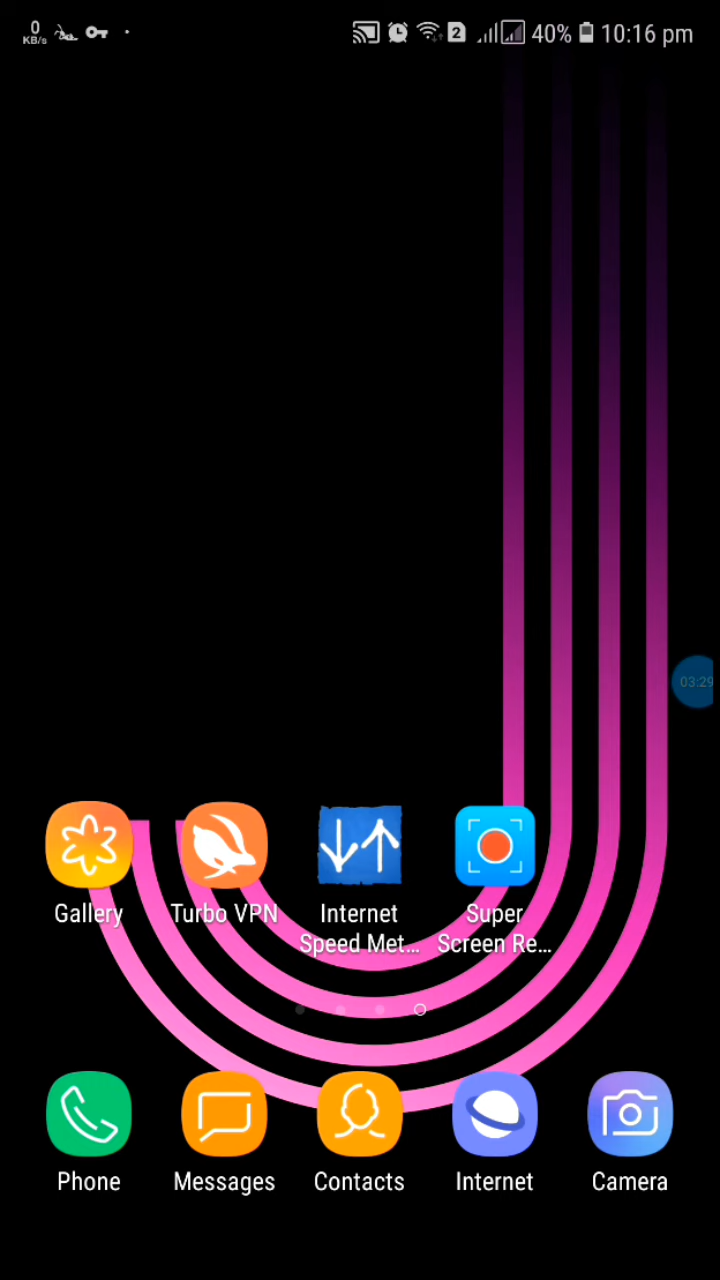 0
KB/s
2
40%
10:16 pm
03:29
Gallery
Turbo VPN
Internet
Speed Met...
Super
Screen Re...
Phone
Messages
Contacts
Internet
Camera